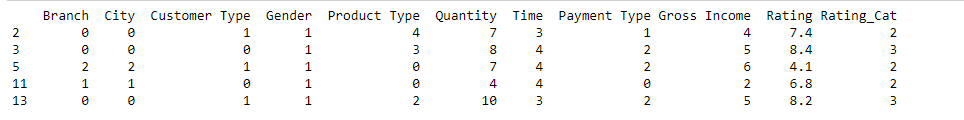 Branch City Customer Type Gender Product Type Quantity Time Payment Type Gross Income Rating Rating_Cat
2 0 0 1 1 4 7 3 1 4 7.4 2
3 0 0 0 1 3 8 4 2 5 8.4 3
5 2 2 1 1 0 7 4 2 6 4.1 2
11 1 1 0 1 0 4 4 0 2 6.8 2
13 0 0 1 1 2 10 3 2 5 8.2 3